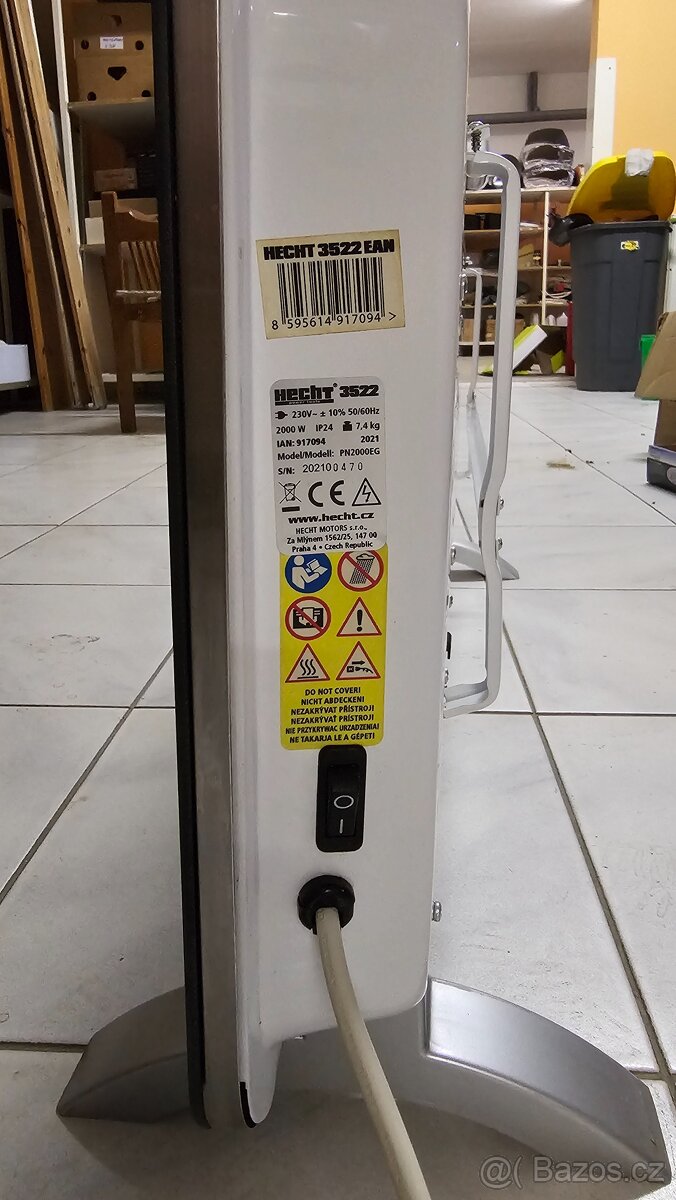 HECHT 3522 EAN
8 595614 917094 >
HECHT® 3522
230V~ ± 10% 50/60Hz
2000 W IP24 7,4 kg
IAN: 917094 2021
Model/Modell: PN2000EG
S/N: 202100470
CE
www.hecht.cz
HECHT MOTORS s.r.o.,
Za Mlýnem 1562/25, 147 00
Praha 4 • Czech Republic
DO NOT COVER!
NICHT ABDECKEN!
NEZAKRÝVAT PŘÍSTROJ!
NEZAKRÝVAT PRÍSTROJ!
NIE PRZYKRYWAĆ URZĄDZENIA!
NE TAKARJA LE A GÉPET!
O
I
@( Bazos.cz